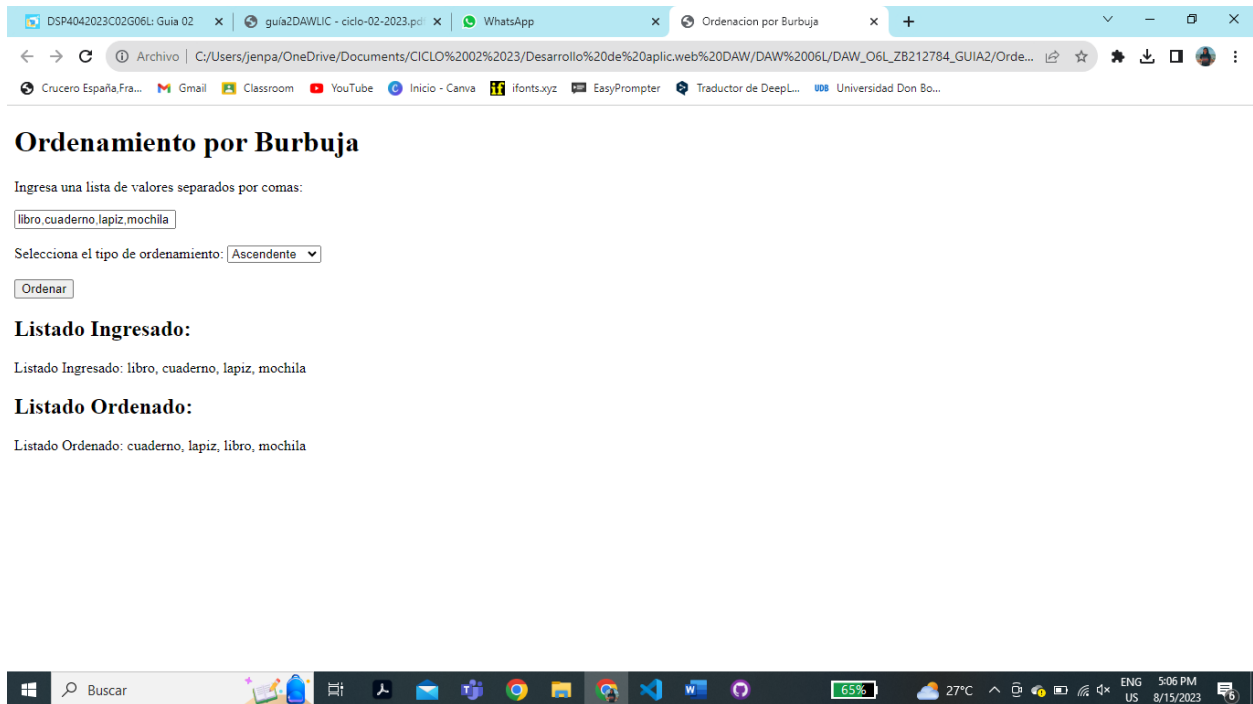 DSP4042023C02G06L: Guia 02
guía2DAWLIC - ciclo-02-2023.pd
WhatsApp
Ordenacion por Burbuja
Archivo | C:/Users/jenpa/OneDrive/Documents/CICLO%2002%2023/Desarrollo%20de%20aplic.web%20DAW/DAW%2006L/DAW_O6L_ZB212784_GUIA2/Orde...
Crucero España,Fra... Gmail Classroom YouTube Inicio - Canva ifonts.xyz EasyPrompter Traductor de DeepL... UDB Universidad Don Bo...
Ordenamiento por Burbuja
Ingresa una lista de valores separados por comas:
libro,cuaderno,lapiz,mochila
Selecciona el tipo de ordenamiento: Ascendente
Ordenar
Listado Ingresado:
Listado Ingresado: libro, cuaderno, lapiz, mochila
Listado Ordenado:
Listado Ordenado: cuaderno, lapiz, libro, mochila
Buscar
65%
27°C
ENG
US
5:06 PM
8/15/2023
6